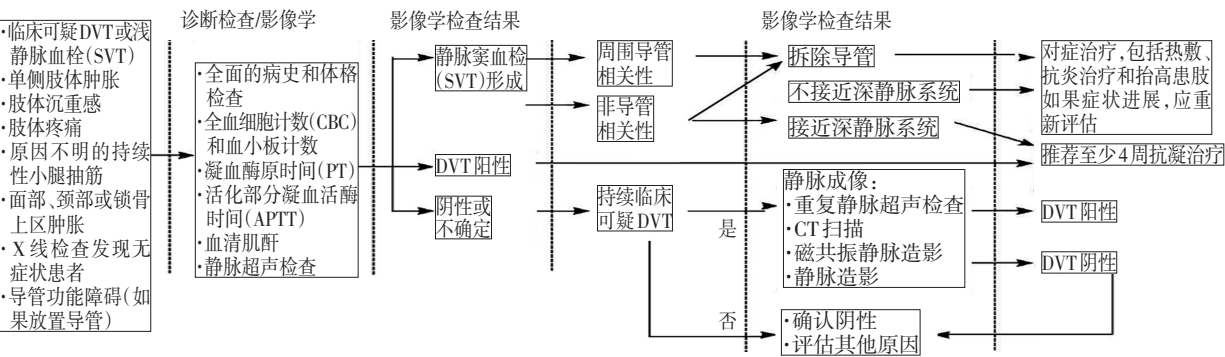 ·临床可疑DVT或浅
静脉血栓(SVT)
·单侧肢体肿胀
·肢体沉重感
·肢体疼痛
·原因不明的持续
性小腿抽筋
·面部、颈部或锁骨
上区肿胀
·X线检查发现无
症状患者
·导管功能障碍(如
果放置导管)
诊断检查/影像学
·全面的病史和体格
检查
·全血细胞计数(CBC)
和血小板计数
·凝血酶原时间(PT)
·活化部分凝血活酶
时间(APTT)
·血清肌酐
·静脉超声检查
影像学检查结果
静脉窦血栓
(SVT)形成
DVT阳性
阴性或
不确定
周围导管
相关性
非导管
相关性
持续临床
可疑DVT
是
否
影像学检查结果
拆除导管
不接近深静脉系统
接近深静脉系统
静脉成像：
·重复静脉超声检查
·CT扫描
·磁共振静脉造影
·静脉造影
·确认阴性
·评估其他原因
对症治疗,包括热敷、
抗炎治疗和抬高患肢
如果症状进展,应重
新评估
推荐至少4周抗凝治疗
DVT阳性
DVT阴性